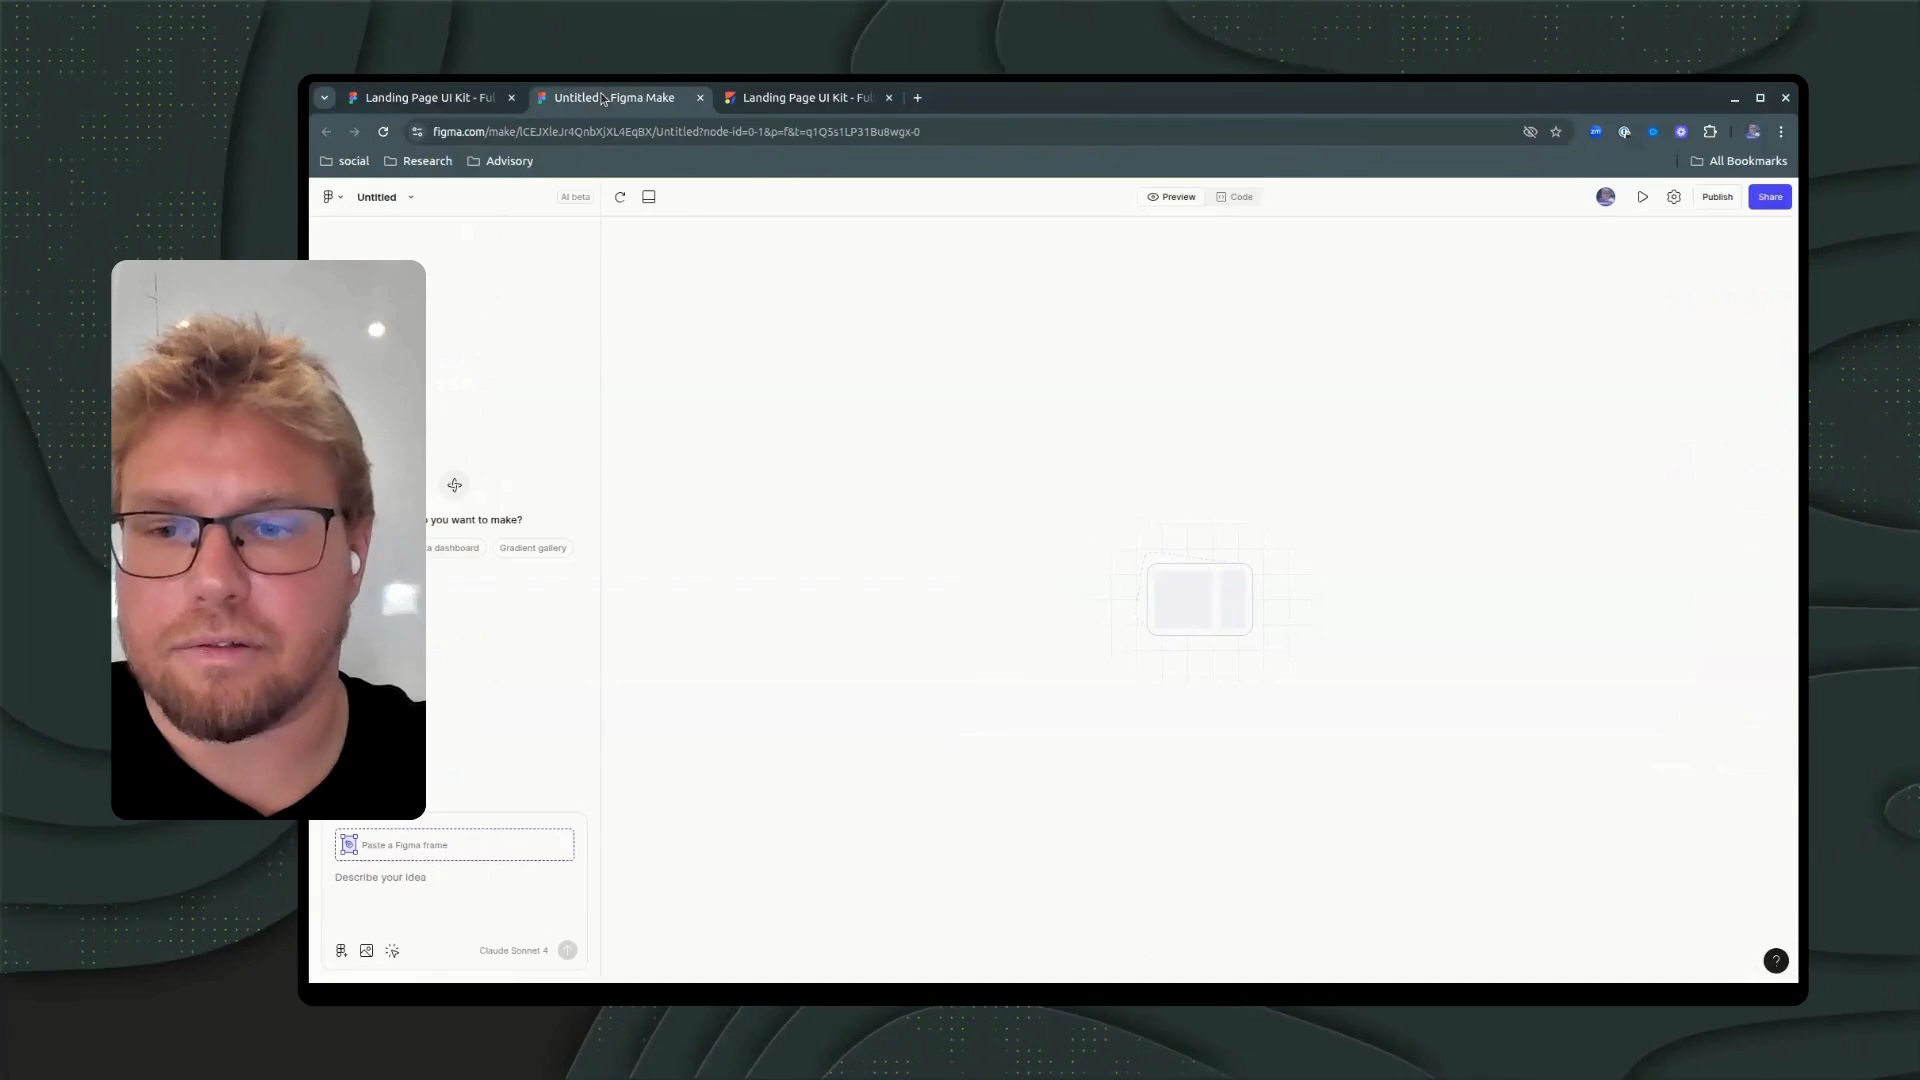 Landing Page UI Kit - Ful
Untitled - Figma Make
Landing Page UI Kit - Ful
figma.com/make/lCEJXleJr4QnbXjXL4EqBX/Untitled?node-id=0-1&p=f&t=q1Q5s1LP31Bu8wgx-0
social
Research
Advisory
All Bookmarks
Untitled
AI beta
Preview
Code
Publish
Share
you want to make?
dashboard
Gradient gallery
Paste a Figma frame
Describe your idea
Claude Sonnet 4
?